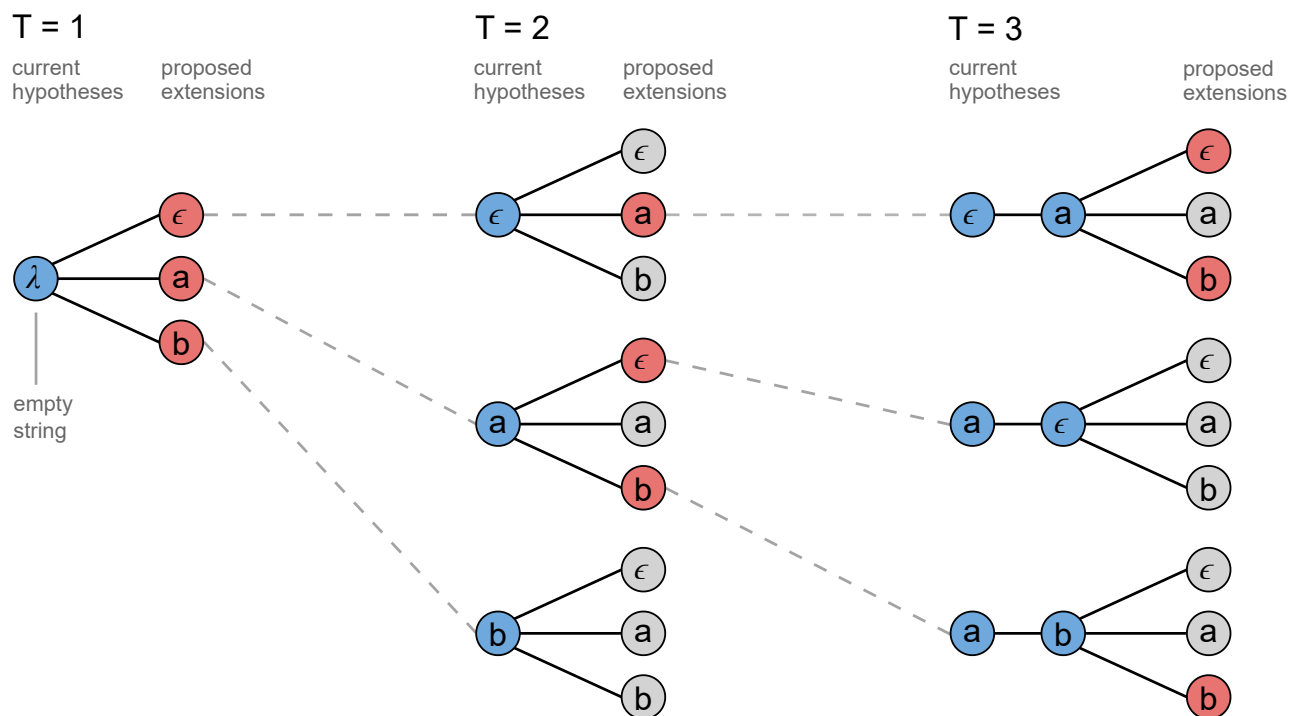 T = 1
current hypotheses
proposed extensions
λ
ϵ
a
b
empty string
T = 2
current hypotheses
proposed extensions
ϵ
ϵ
a
b
a
ϵ
a
b
b
ϵ
a
b
T = 3
current hypotheses
proposed extensions
ϵ
a
ϵ
a
b
a
ϵ
ϵ
a
b
a
b
ϵ
a
b